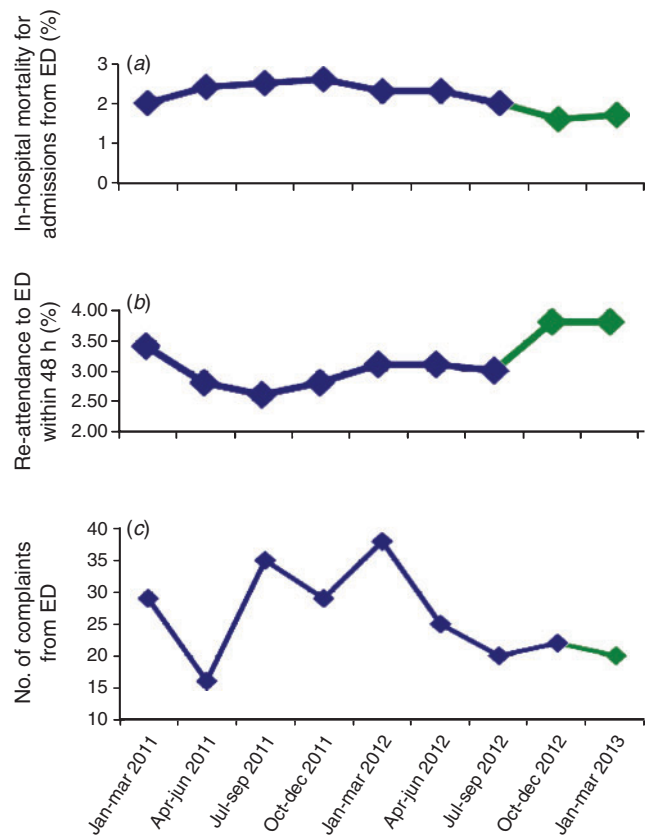 In-hospital mortality for
admissions from ED (%)
(a)
3
2
1
0
Re-attendance to ED
within 48 h (%)
(b)
4.00
3.50
3.00
2.50
2.00
No. of complaints
from ED
(c)
40
35
30
25
20
15
10
Jan-mar 2011
Apr-jun 2011
Jul-sep 2011
Oct-dec 2011
Jan-mar 2012
Apr-jun 2012
Jul-sep 2012
Oct-dec 2012
Jan-mar 2013